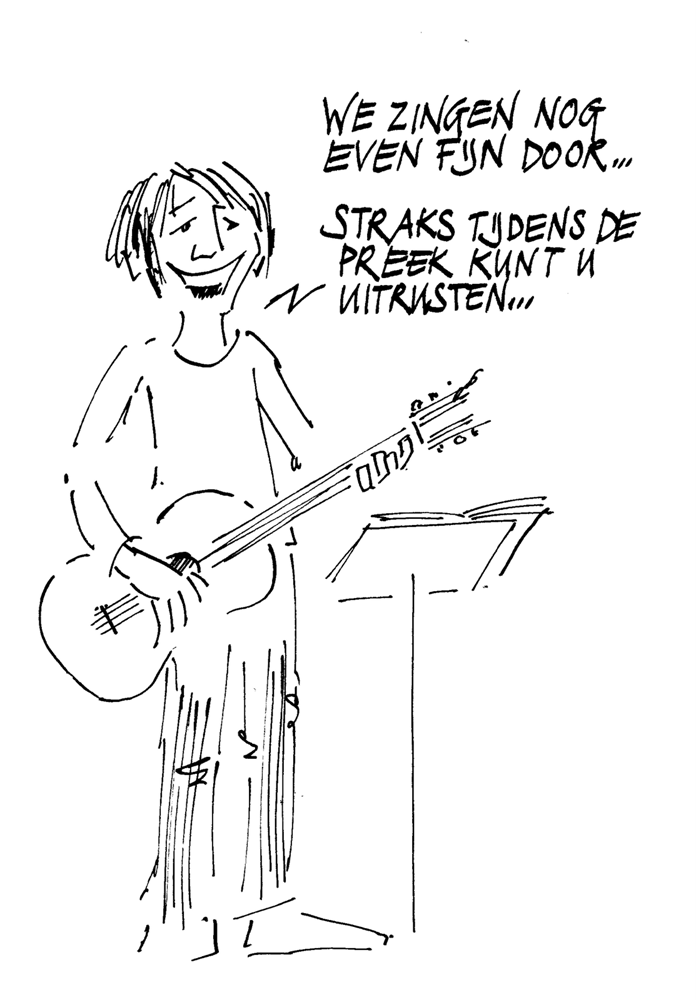 WE ZINGEN NOG
EVEN FIJN DOOR...
STRAKS TIJDENS DE
PREEK KUNT U
UITRUSTEN...